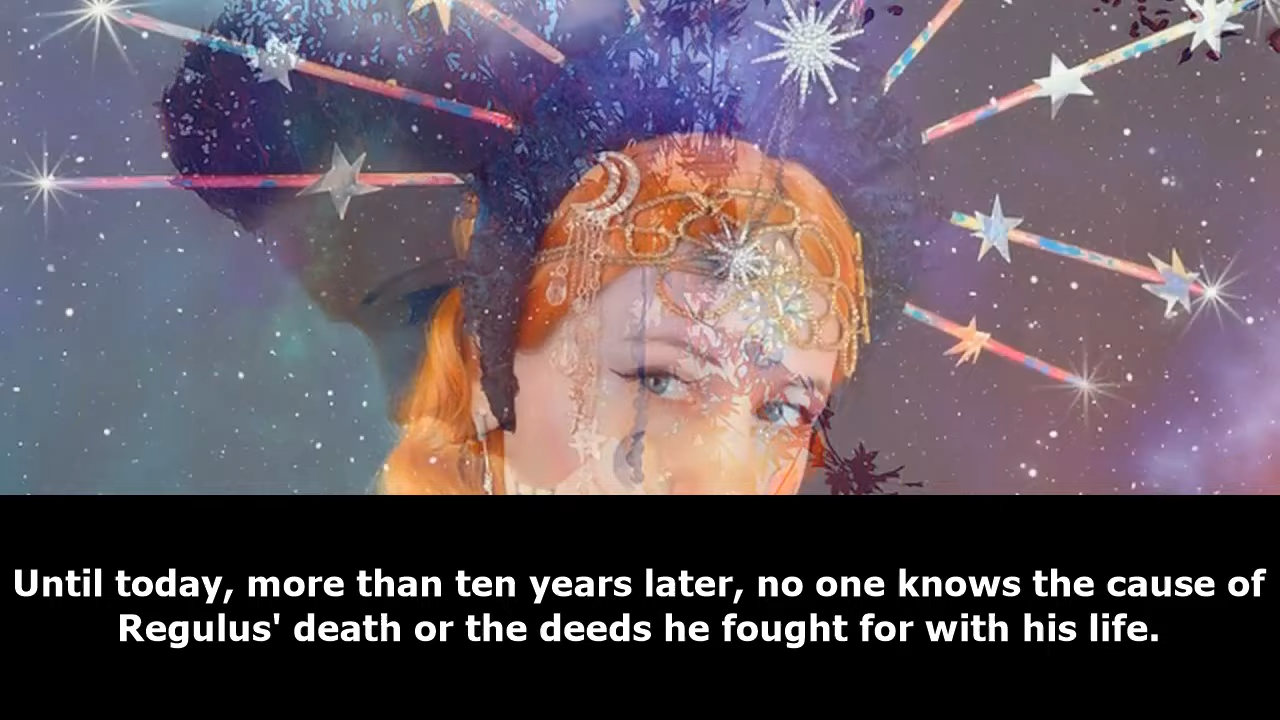 Until today, more than ten years later, no one knows the cause of
Regulus' death or the deeds he fought for with his life.